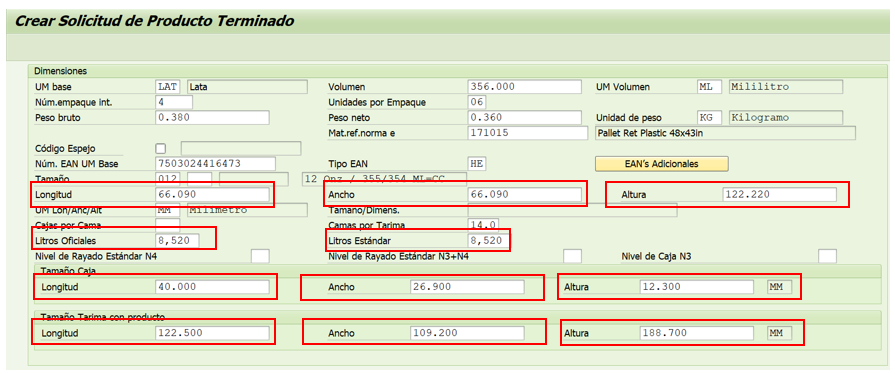 Crear Solicitud de Producto Terminado
Dimensiones
UM base LAT Lata Volumen 356.000 UM Volumen ML Mililitro
Núm.empaque int. 4 Unidades por Empaque 06
Peso bruto 0.380 Peso neto 0.360 Unidad de peso KG Kilogramo
Mat.ref.norma e 171015 Pallet Ret Plastic 48x43in
Código Espejo
Núm. EAN UM Base 7503024416473 Tipo EAN HE EAN's Adicionales
Tamaño 012 12 Onz / 355/354 ML=CC
Longitud 66.090 Ancho 66.090 Altura 122.220
UM Lon/Anc/Alt MM Milímetro Tamaño/Dimens.
Cajas por Cama Camas por Tarima 14.0
Litros Oficiales 8,520 Litros Estándar 8,520
Nivel de Rayado Estándar N4 Nivel de Rayado Estándar N3+N4 Nivel de Caja N3
Tamaño Caja
Longitud 40.000 Ancho 26.900 Altura 12.300 MM
Tamaño Tarima con producto
Longitud 122.500 Ancho 109.200 Altura 188.700 MM